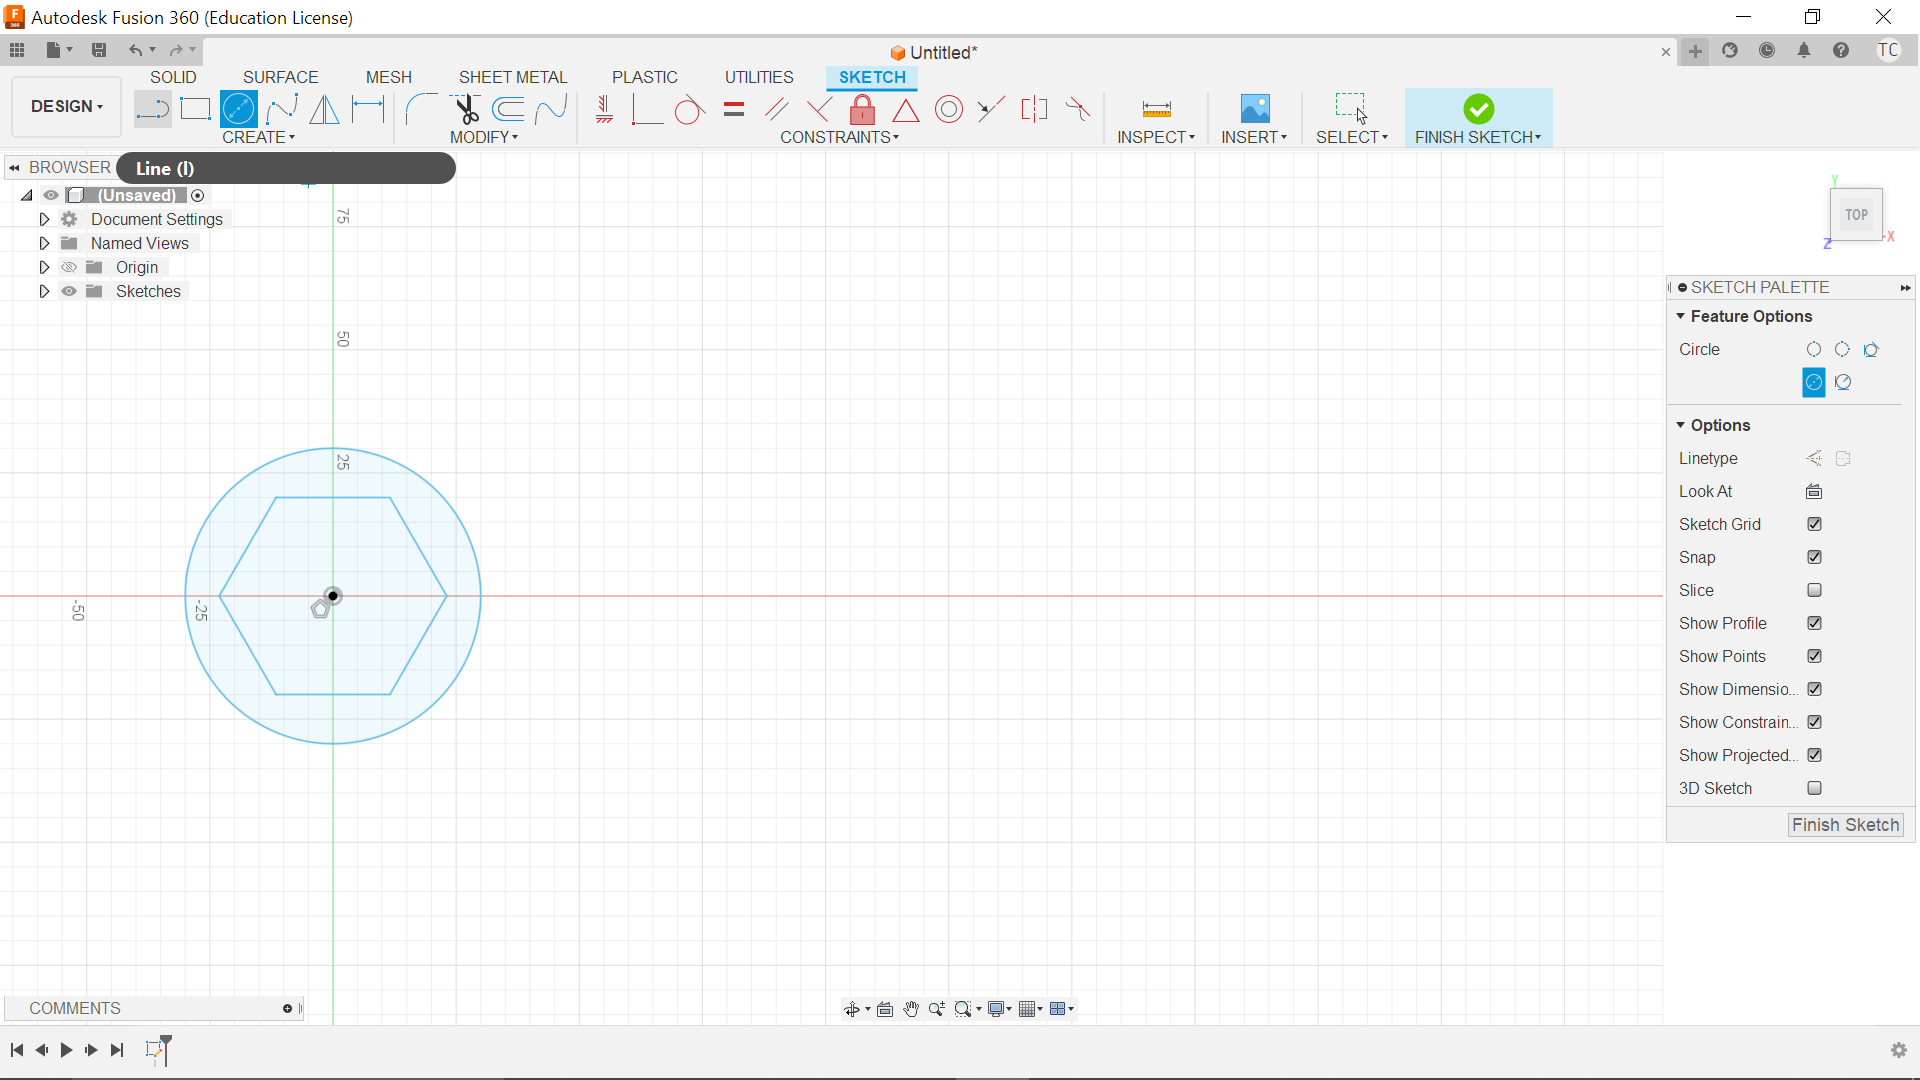 Autodesk Fusion 360 (Education License)
Untitled*
TC
SOLID SURFACE MESH SHEET METAL PLASTIC UTILITIES SKETCH
DESIGN
CREATE MODIFY CONSTRAINTS INSPECT INSERT SELECT FINISH SKETCH
BROWSER
Line (l)
(Unsaved)
Document Settings
Named Views
Origin
Sketches
75
50
25
-50
-25
Y
TOP
X
Z
SKETCH PALETTE
Feature Options
Circle
Options
Linetype
Look At
Sketch Grid
Snap
Slice
Show Profile
Show Points
Show Dimensio...
Show Constrain...
Show Projected...
3D Sketch
Finish Sketch
COMMENTS